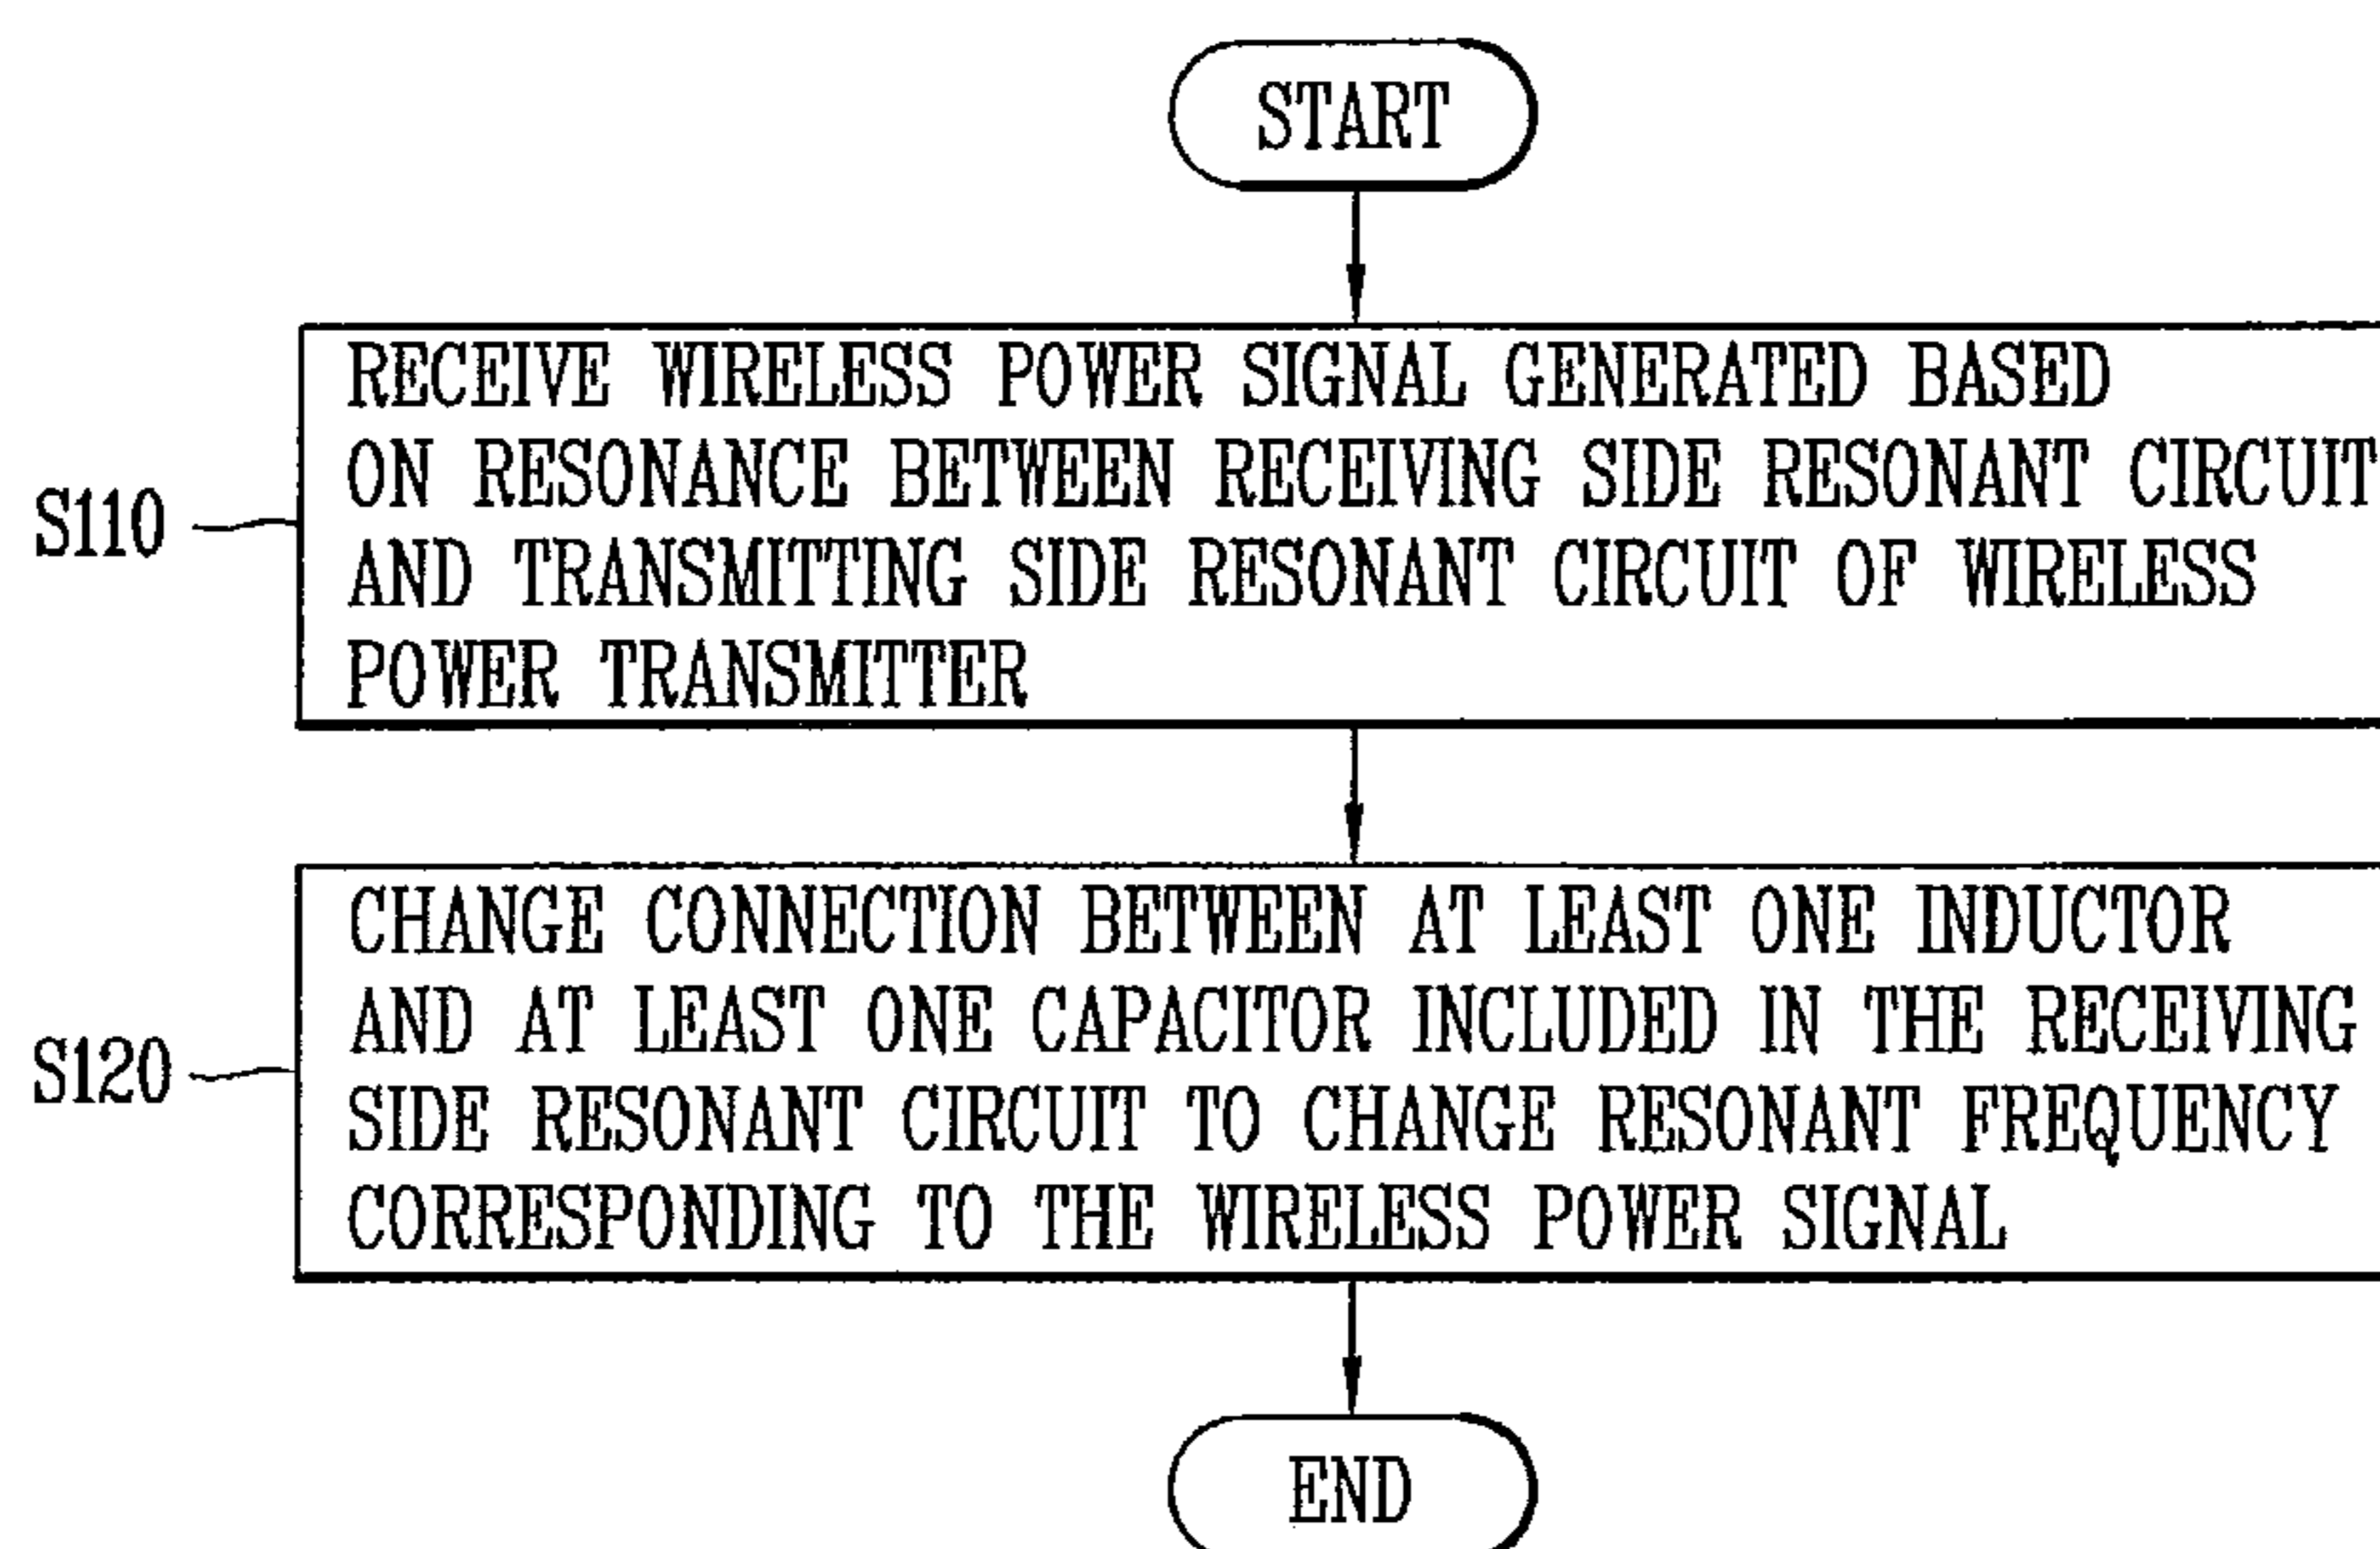 START
RECEIVE WIRELESS POWER SIGNAL GENERATED BASED
ON RESONANCE BETWEEN RECEIVING SIDE RESONANT CIRCUIT
S110
AND TRANSMITTING SIDE RESONANT CIRCUIT OF WIRELESS
POWER TRANSMITTER
CHANGE CONNECTION BETWEEN AT LEAST ONE INDUCTOR
AND AT LEAST ONE CAPACITOR INCLUDED IN THE RECEIVING
S120
SIDE RESONANT CIRCUIT TO CHANGE RESONANT FREQUENCY
CORRESPONDING TO THE WIRELESS POWER SIGNAL
END